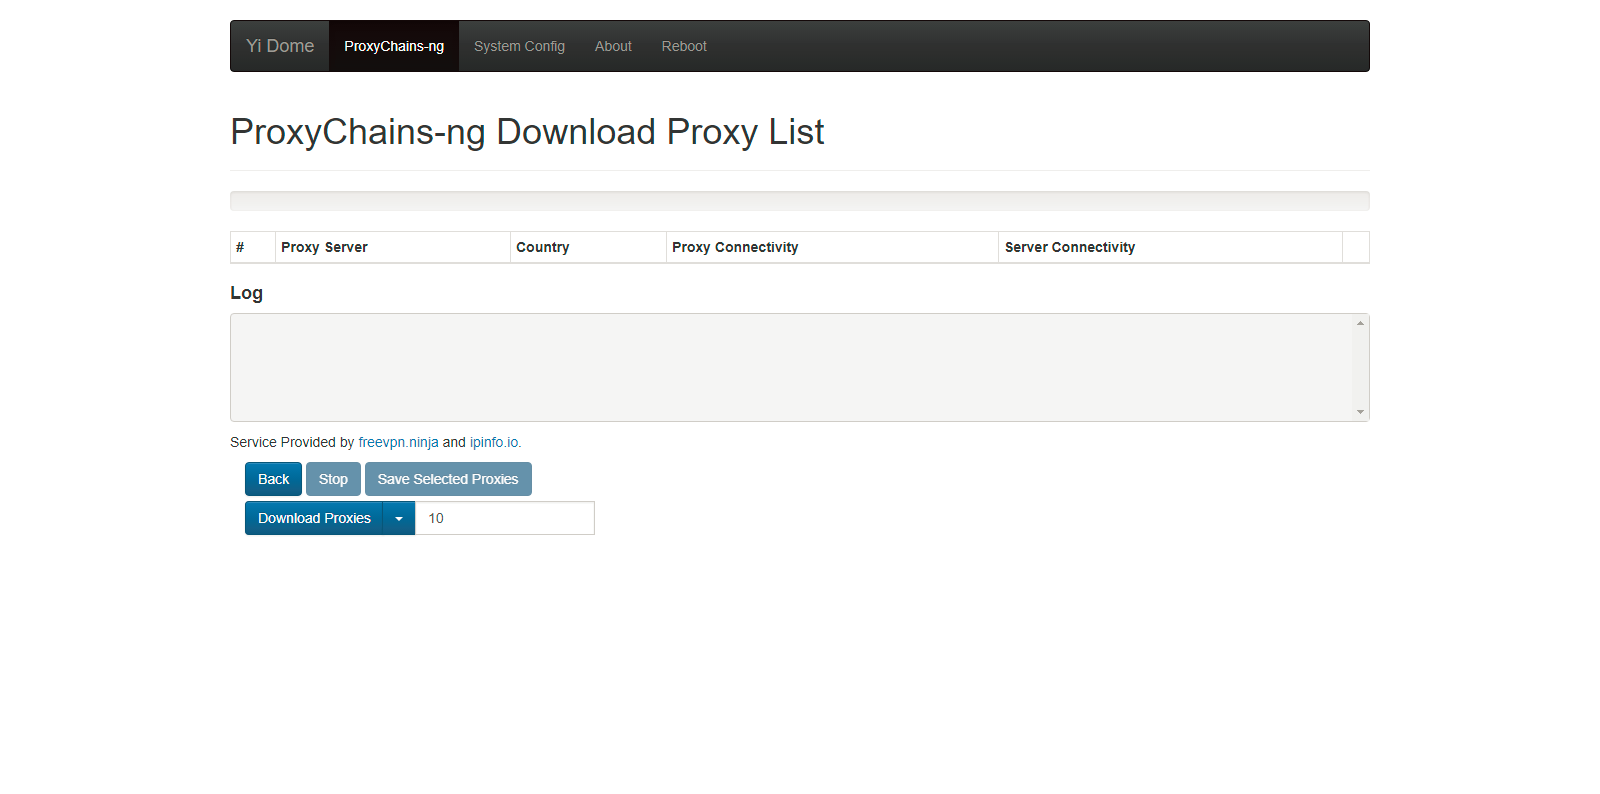 Yi Dome ProxyChains-ng System Config About Reboot
ProxyChains-ng Download Proxy List
# Proxy Server Country Proxy Connectivity Server Connectivity
Log
Service Provided by freevpn.ninja and ipinfo.io.
Back Stop Save Selected Proxies
Download Proxies 10